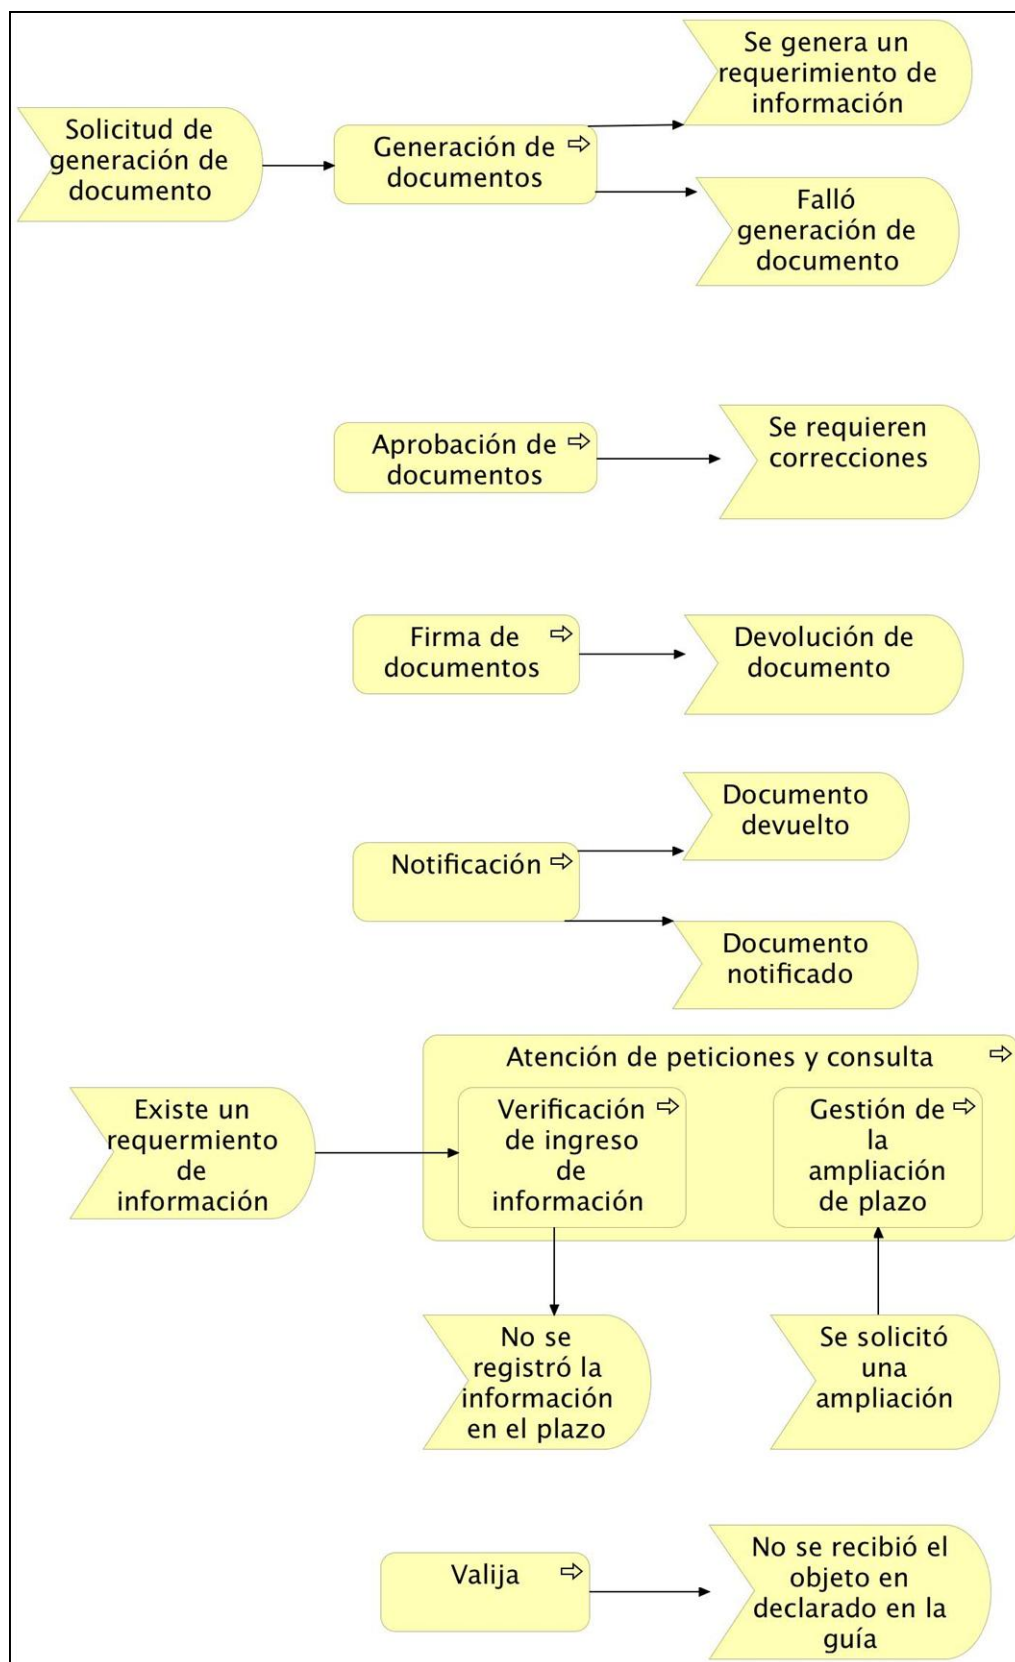 Se genera un
requerimiento de
información
Solicitud de
generación de
documento
Generación de
documentos
Falló
generación de
documento
Aprobación de
documentos
Se requieren
correcciones
Firma de
documentos
Devolución de
documento
Documento
devuelto
Notificación
Documento
notificado
Atención de peticiones y consulta
Existe un
requermiento
de
información
Verificación
de ingreso
de
información
Gestión de
la
ampliación
de plazo
No se
registró la
información
en el plazo
Se solicitó
una
ampliación
Valija
No se recibió el
objeto en
declarado en la
guía